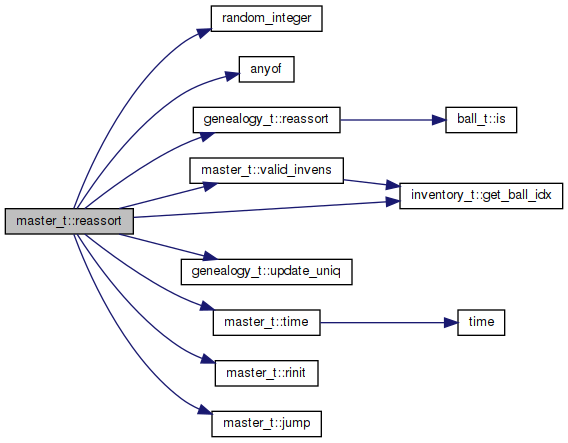 random_integer
anyof
genealogy_t::reassort
ball_t::is
master_t::valid_invens
inventory_t::get_ball_idx
master_t::reassort
genealogy_t::update_uniq
master_t::time
time
master_t::rinit
master_t::jump